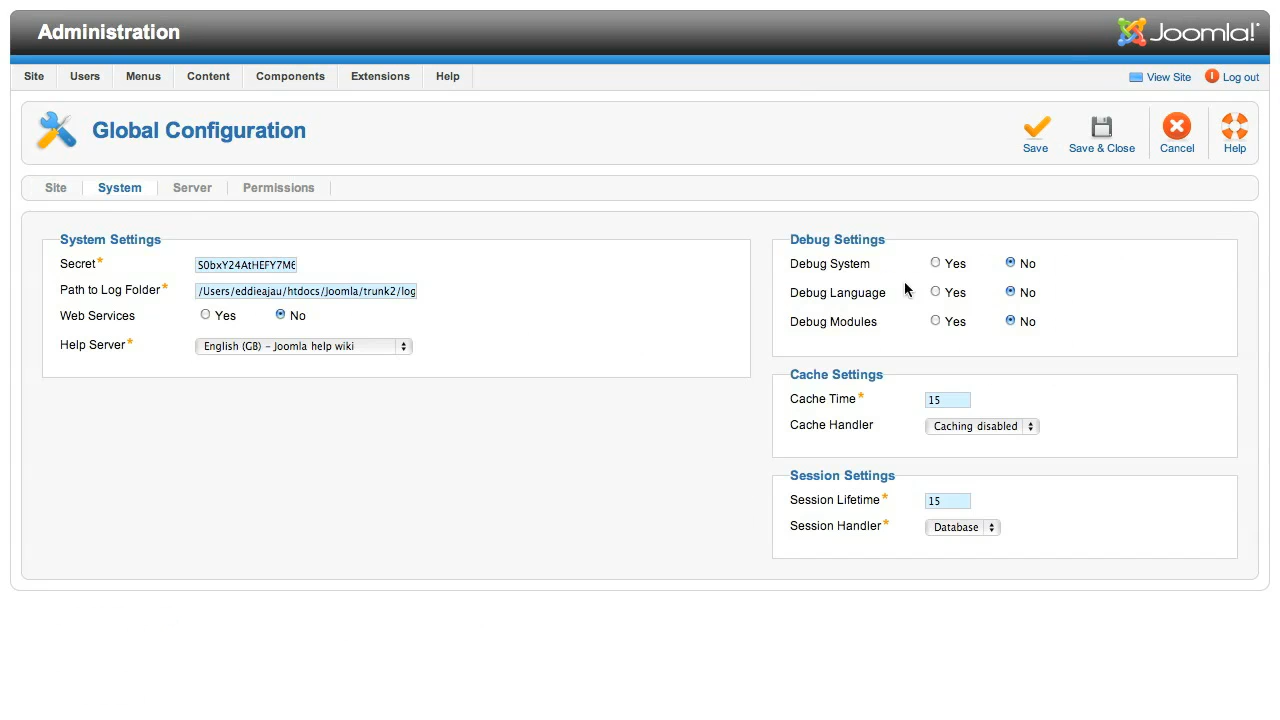 Administration
Joomla!
Site Users Menus Content Components Extensions Help
View Site Log out
Global Configuration
Save Save & Close Cancel Help
Site System Server Permissions
System Settings
Secret* S0bxY24AtHEFY7M6
Path to Log Folder* /Users/eddieajau/htdocs/Joomla/trunk2/log
Web Services Yes No
Help Server* English (GB) - Joomla help wiki
Debug Settings
Debug System Yes No
Debug Language Yes No
Debug Modules Yes No
Cache Settings
Cache Time* 15
Cache Handler Caching disabled
Session Settings
Session Lifetime* 15
Session Handler* Database